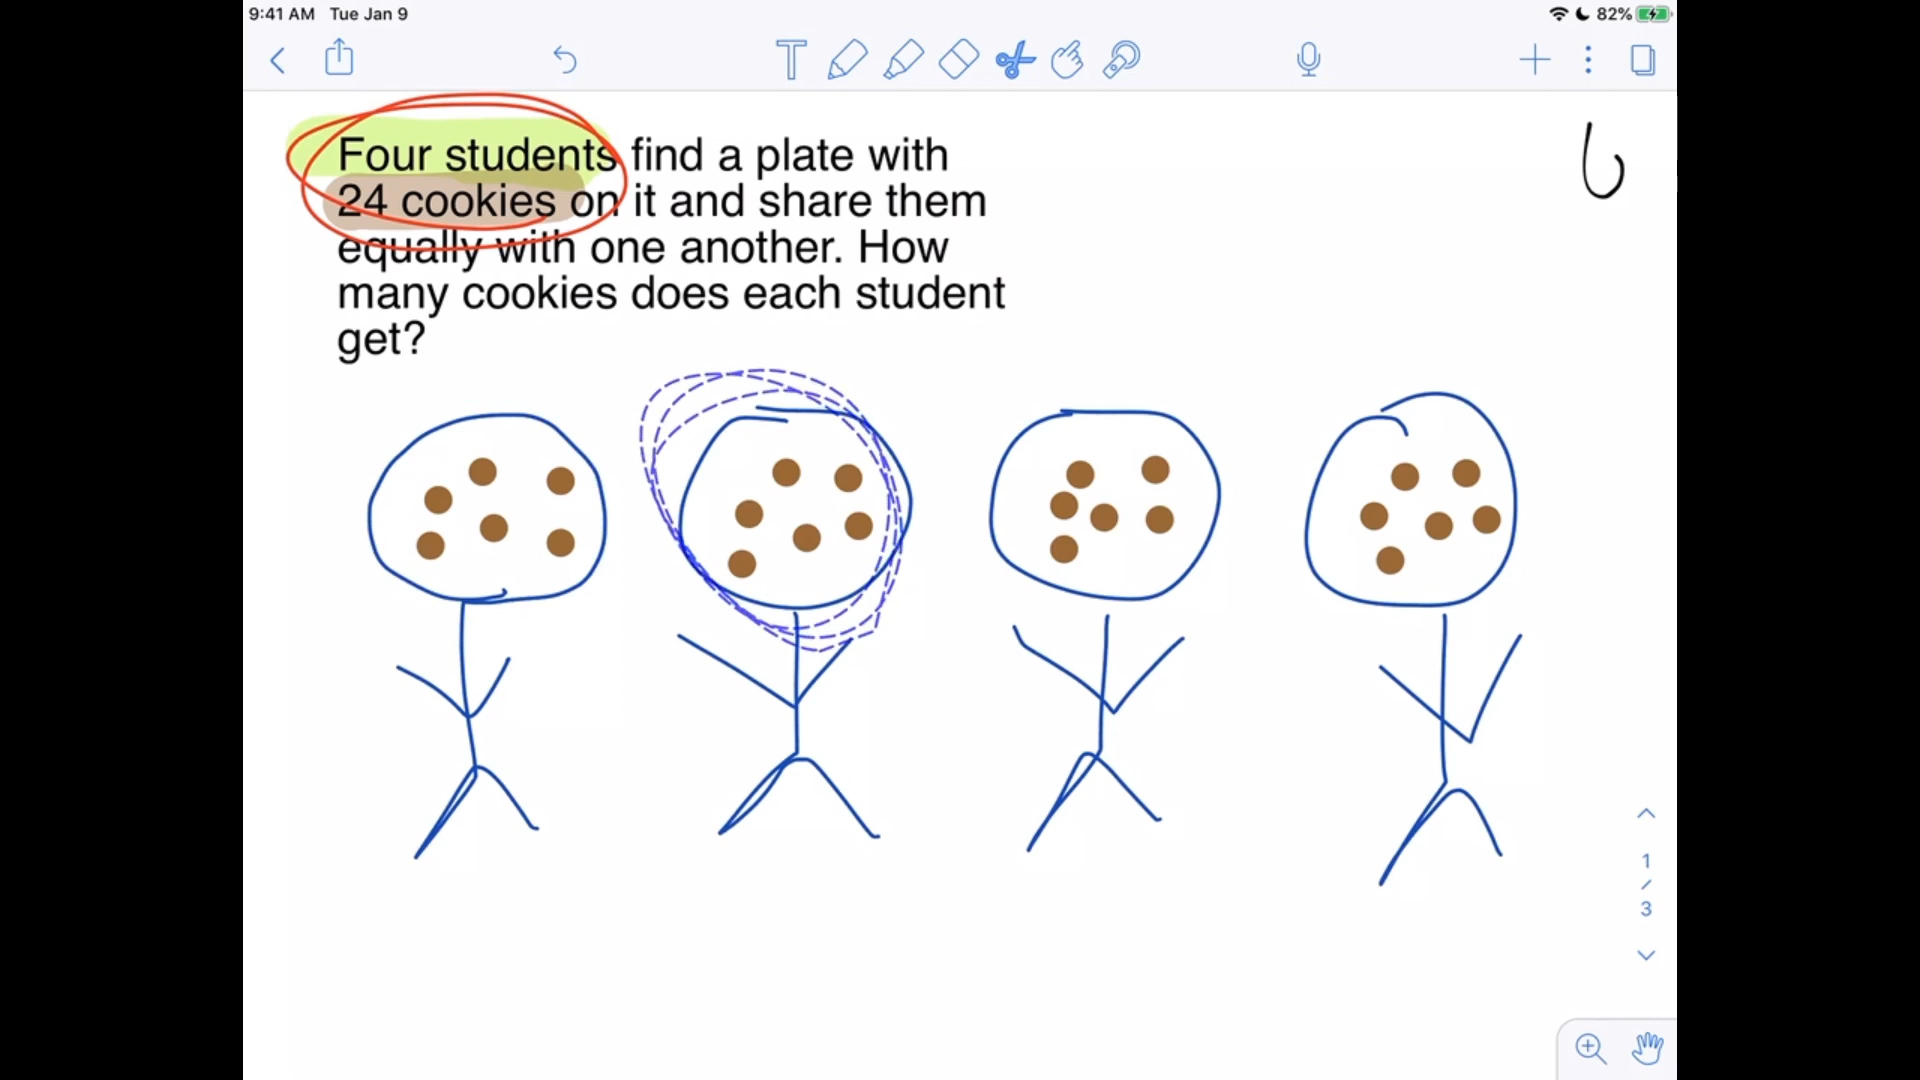 9:41 AM Tue Jan 9
82%
Four students find a plate with
24 cookies on it and share them
equally with one another. How
many cookies does each student
get?
6
1
/
3